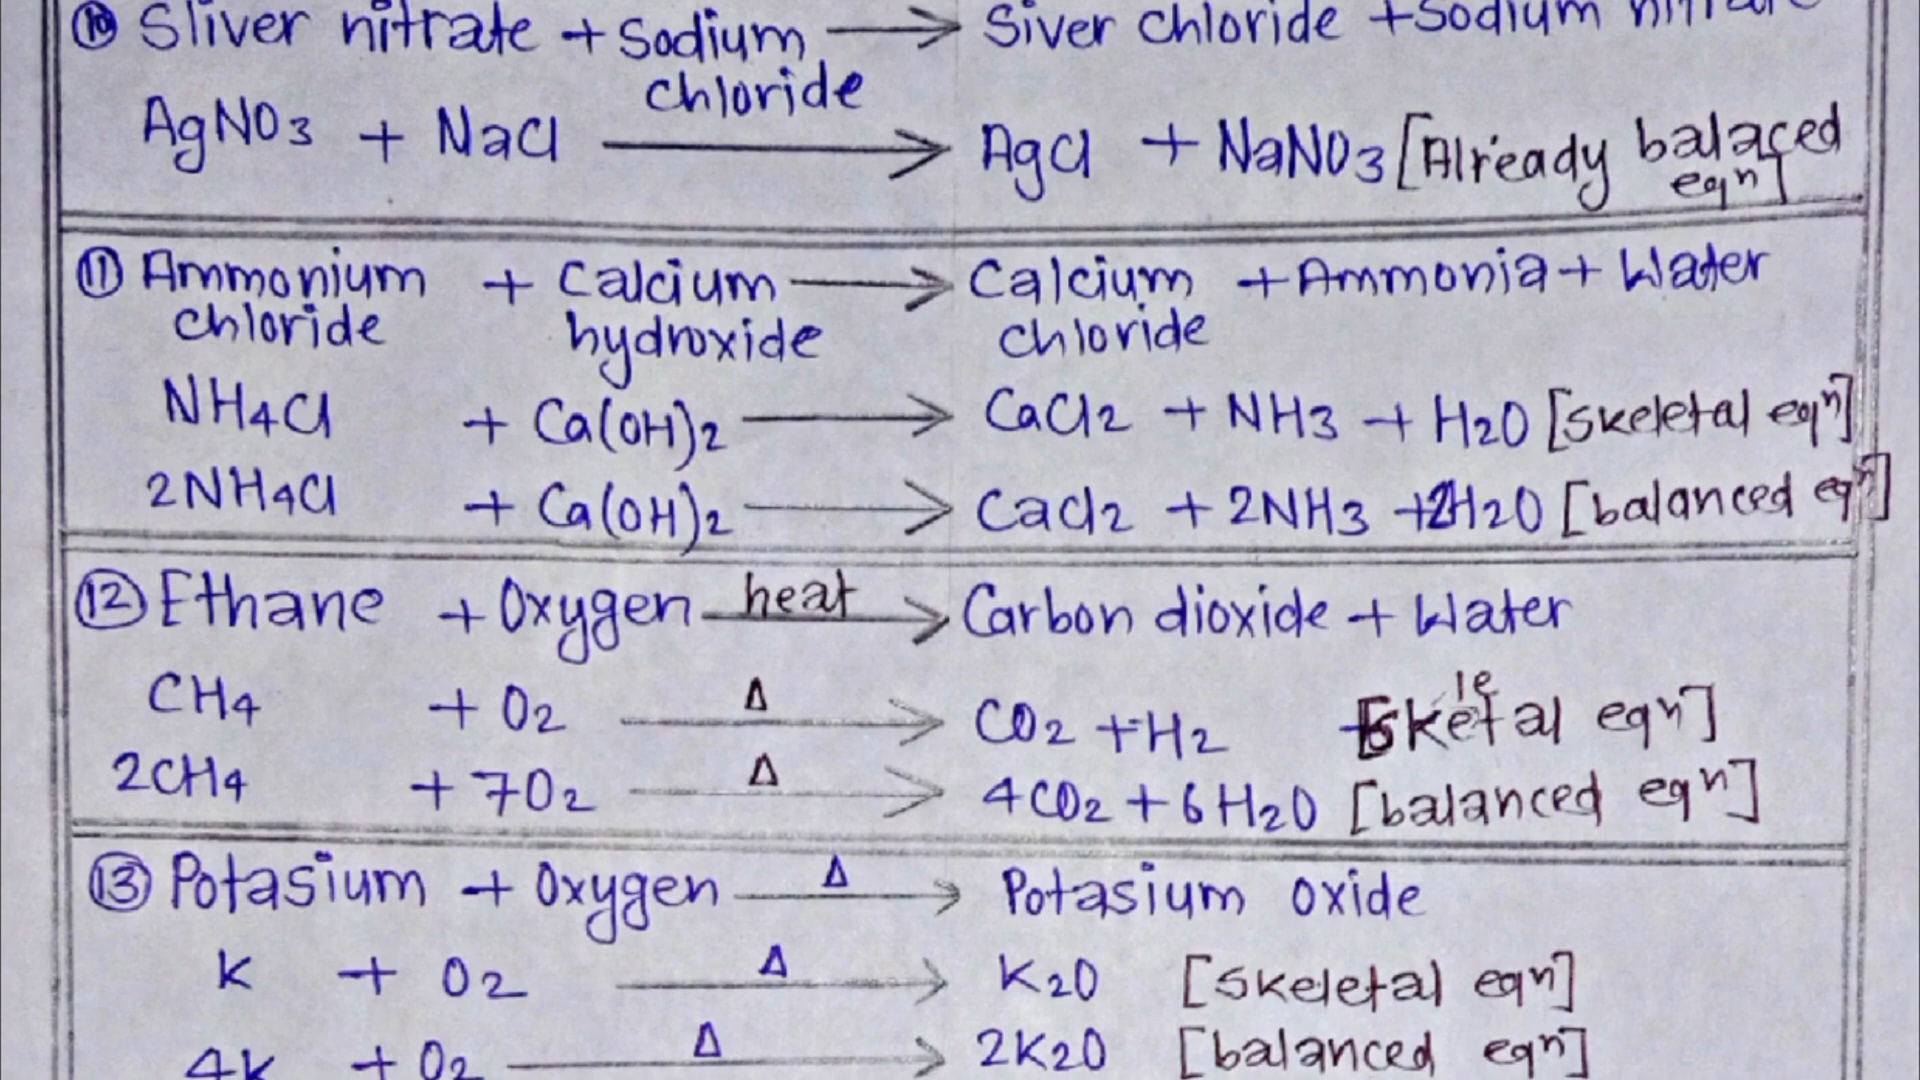 ⑩ Sliver nitrate + Sodium chloride → Siver chloride + Sodium nitrate
AgNO3 + NaCl → AgCl + NaNO3 [Already balaced eqn]
⑪ Ammonium chloride + Calcium hydroxide → Calcium chloride + Ammonia + Water
NH4Cl + Ca(OH)2 → CaCl2 + NH3 + H2O [skeletal eqn]
2NH4Cl + Ca(OH)2 → CaCl2 + 2NH3 + 2H2O [balanced eqn]
⑫ Ethane + Oxygen heat → Carbon dioxide + Water
CH4 + O2 Δ → CO2 + H2 [Skeletal eqn]
2CH4 + 7O2 Δ → 4CO2 + 6H2O [balanced eqn]
⑬ Potasium + Oxygen Δ → Potasium oxide
K + O2 Δ → K2O [skeletal eqn]
4K + O2 Δ → 2K2O [balanced eqn]